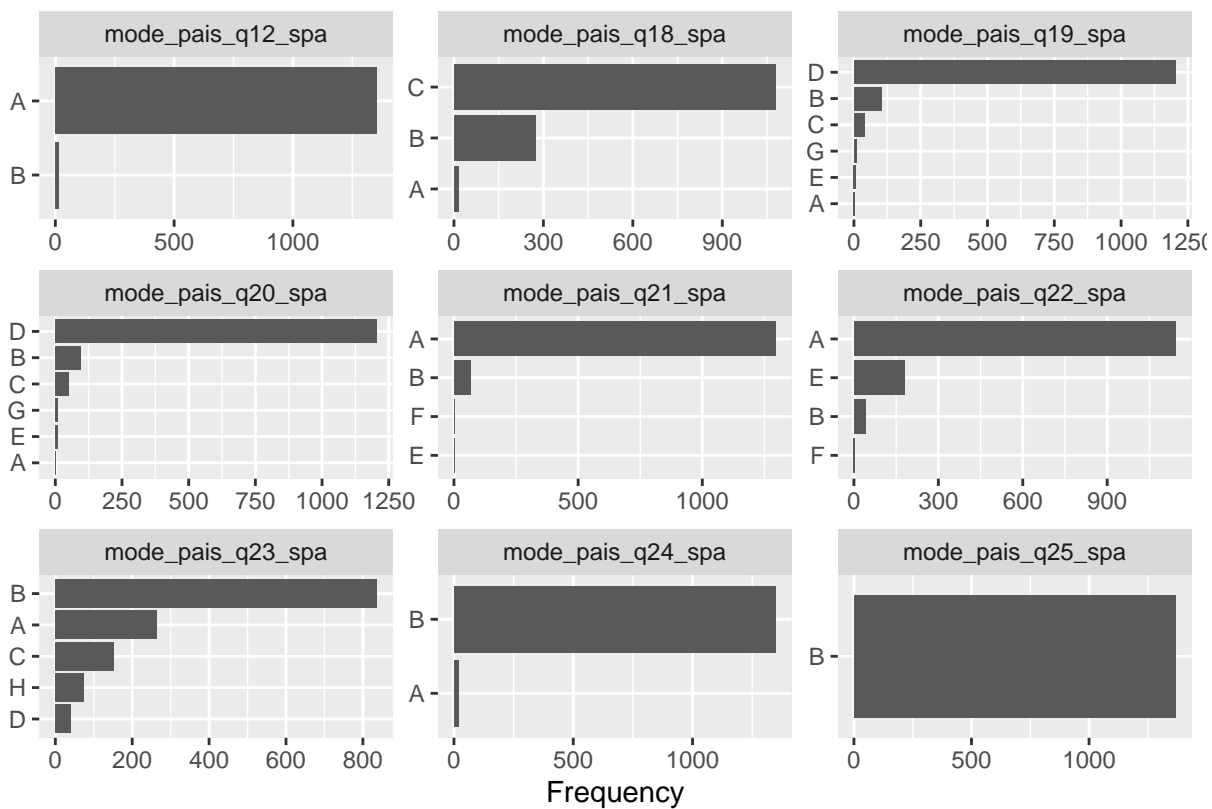 mode_pais_q12_spa
A
B
0 500 1000
mode_pais_q18_spa
C
B
A
0 300 600 900
mode_pais_q19_spa
D
B
C
G
E
A
0 250 500 750 1000 1250
mode_pais_q20_spa
D
B
C
G
E
A
0 250 500 750 1000 1250
mode_pais_q21_spa
A
B
F
E
0 500 1000
mode_pais_q22_spa
A
E
B
F
0 300 600 900
mode_pais_q23_spa
B
A
C
H
D
0 200 400 600 800
mode_pais_q24_spa
B
A
0 500 1000
mode_pais_q25_spa
B
0 500 1000
Frequency